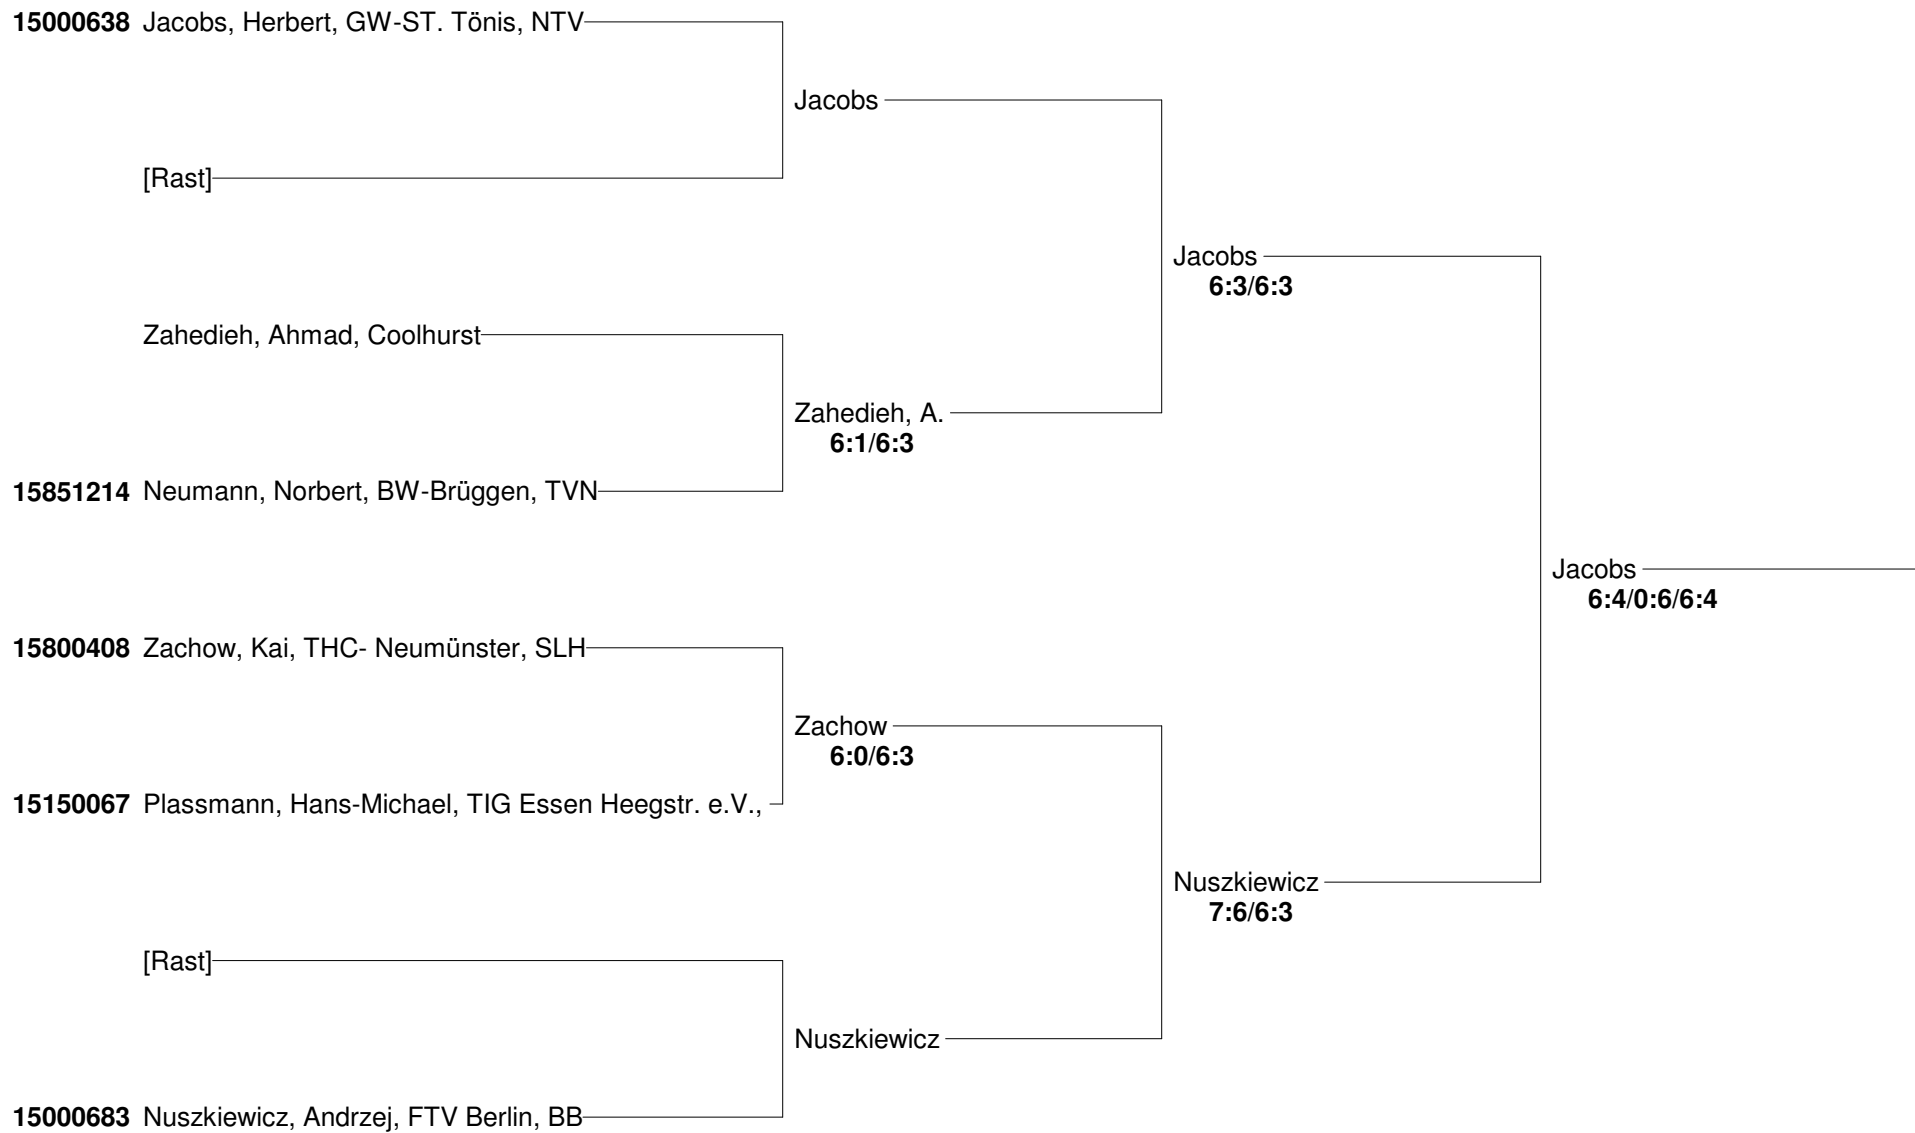 15000638 Jacobs, Herbert, GW-ST. Tönis, NTV
Jacobs
[Rast]
Jacobs
6:3/6:3
Zahedieh, Ahmad, Coolhurst
Zahedieh, A.
6:1/6:3
15851214 Neumann, Norbert, BW-Brüggen, TVN
Jacobs
6:4/0:6/6:4
15800408 Zachow, Kai, THC- Neumünster, SLH
Zachow
6:0/6:3
15150067 Plassmann, Hans-Michael, TIG Essen Heegstr. e.V.,
Nuszkiewicz
7:6/6:3
[Rast]
Nuszkiewicz
15000683 Nuszkiewicz, Andrzej, FTV Berlin, BB